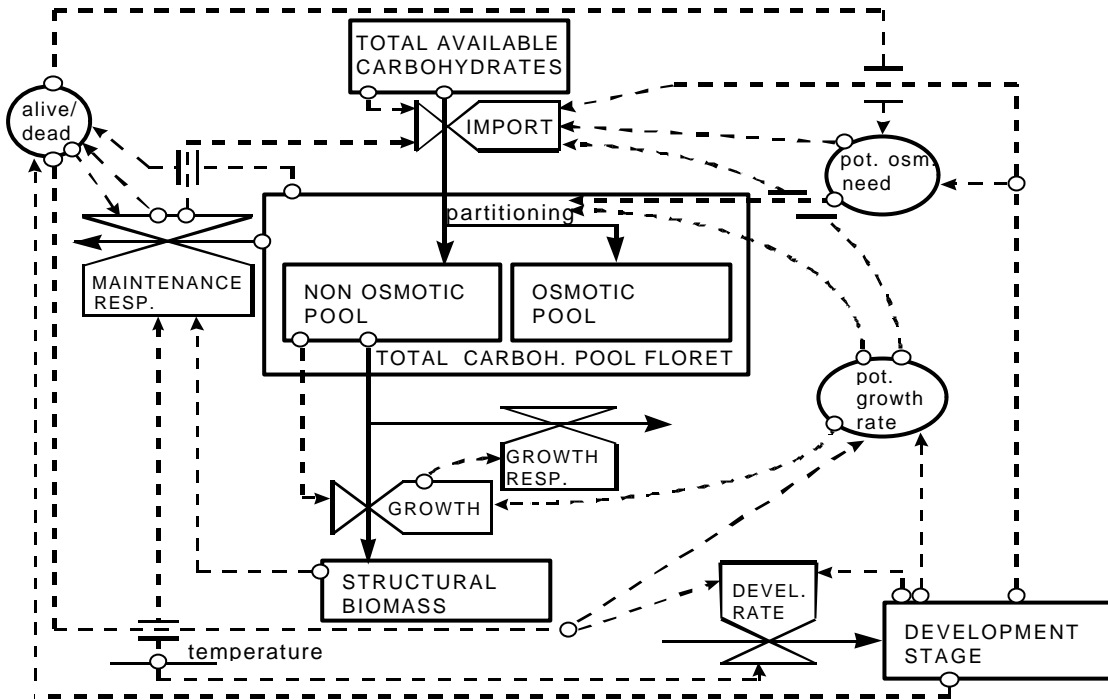 TOTAL AVAILABLE
CARBOHYDRATES
alive/
dead
IMPORT
pot. osm.
need
partitioning
MAINTENANCE
RESP.
NON OSMOTIC
POOL
OSMOTIC
POOL
TOTAL CARBOH. POOL FLORET
pot.
growth
rate
GROWTH
RESP.
GROWTH
STRUCTURAL
BIOMASS
DEVEL.
RATE
DEVELOPMENT
STAGE
temperature